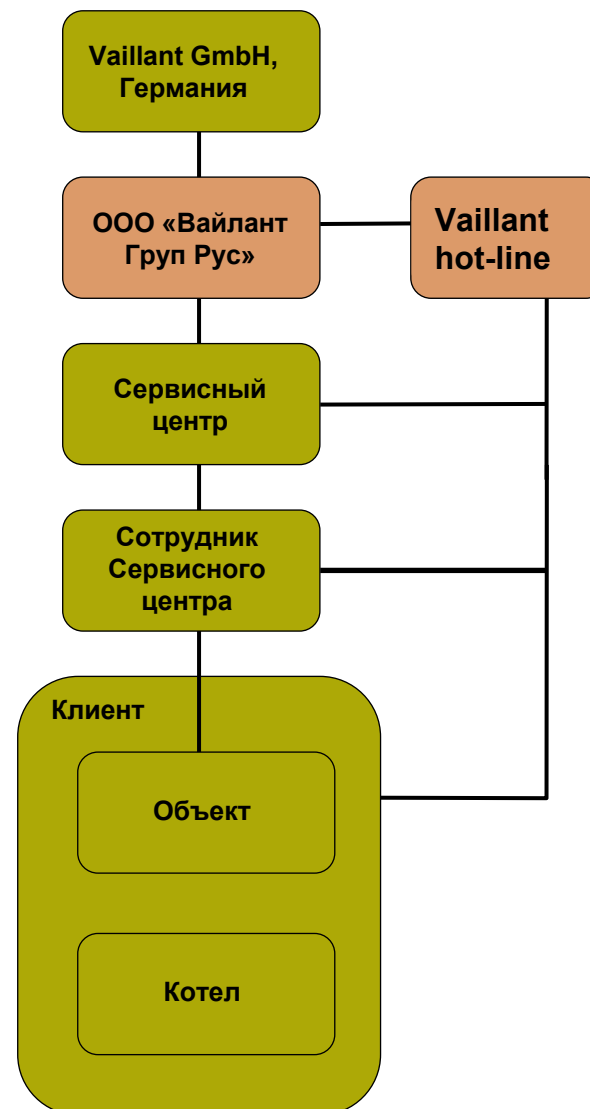 Vaillant GmbH,
Германия
ООО «Вайлант
Груп Рус»
Vaillant
hot-line
Сервисный
центр
Сотрудник
Сервисного
центра
Клиент
Объект
Котел